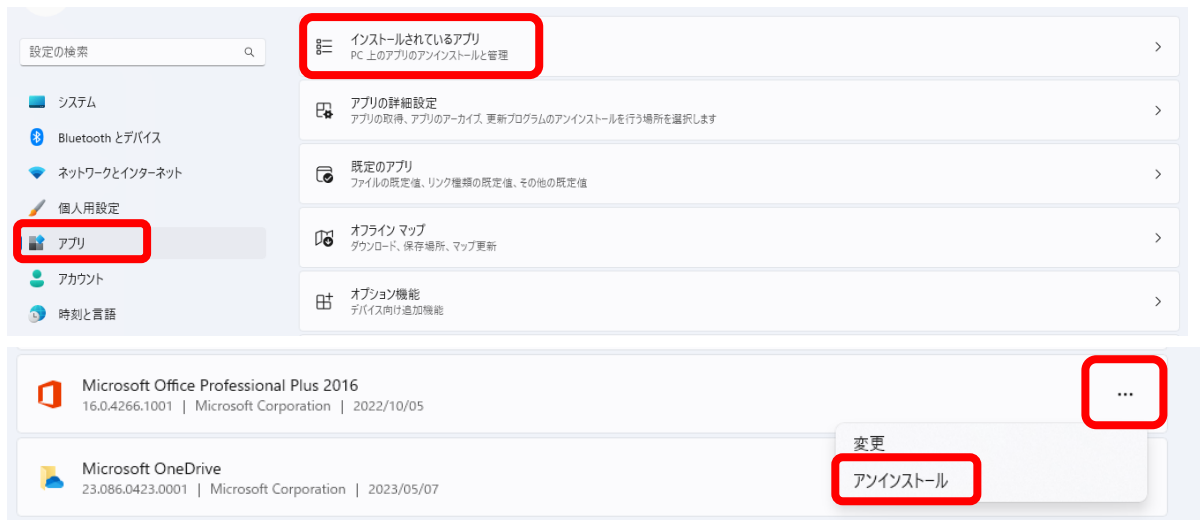 設定の検索
システム
Bluetooth とデバイス
ネットワークとインターネット
個人用設定
アプリ
アカウント
時刻と言語
インストールされているアプリ
PC 上のアプリのアンインストールと管理
アプリの詳細設定
アプリの取得、アプリのアーカイブ、更新プログラムのアンインストールを行う場所を選択します
既定のアプリ
ファイルの既定値、リンク種類の既定値、その他の既定値
オフライン マップ
ダウンロード、保存場所、マップ更新
オプション機能
デバイス向け追加機能
Microsoft Office Professional Plus 2016
16.0.4266.1001 | Microsoft Corporation | 2022/10/05
変更
アンインストール
Microsoft OneDrive
23.086.0423.0001 | Microsoft Corporation | 2023/05/07